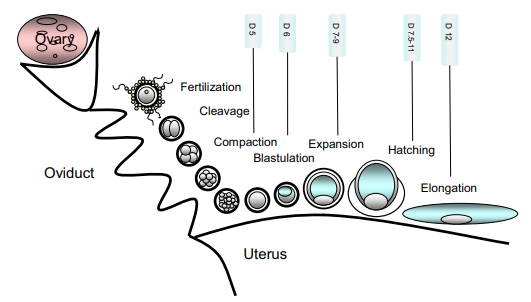 Ovary
D 5
D 6
D 7-9
D 7.5-11
D 12
Fertilization
Cleavage
Compaction
Blastulation
Expansion
Hatching
Elongation
Oviduct
Uterus